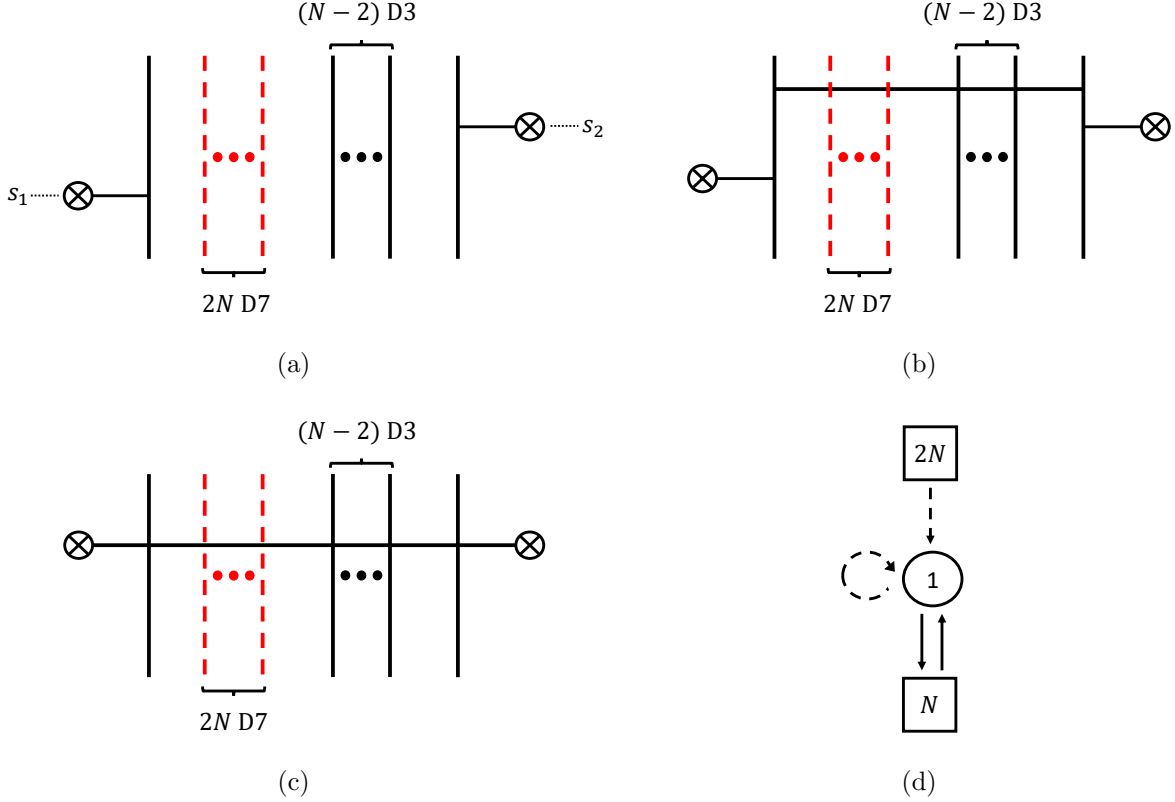 (N − 2) D3
s₁
s₂
2N D7
(a)
(N − 2) D3
2N D7
(b)
(N − 2) D3
2N D7
(c)
2N
1
N
(d)